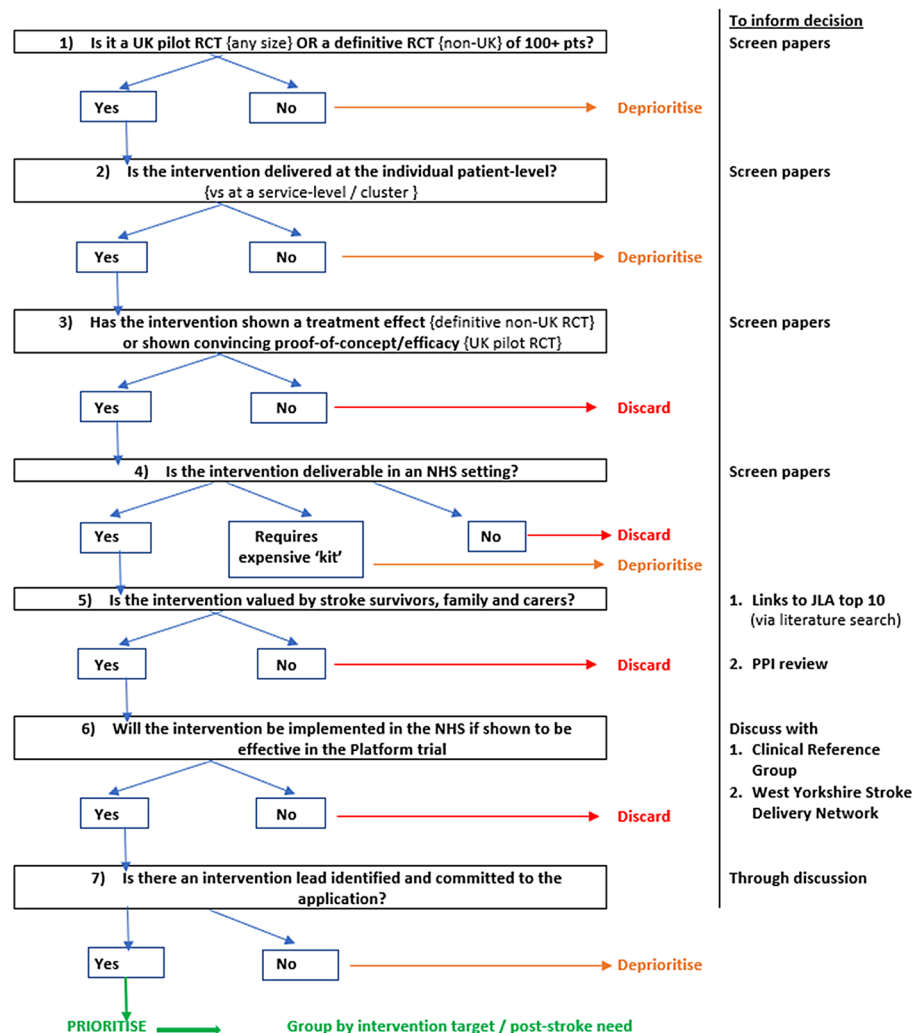 To inform decision
1) Is it a UK pilot RCT {any size} OR a definitive RCT {non-UK} of 100+ pts?
Screen papers
Yes
No
Deprioritise
2) Is the intervention delivered at the individual patient-level?
{vs at a service-level / cluster }
Screen papers
Yes
No
Deprioritise
3) Has the intervention shown a treatment effect {definitive non-UK RCT}
or shown convincing proof-of-concept/efficacy {UK pilot RCT}
Screen papers
Yes
No
Discard
4) Is the intervention deliverable in an NHS setting?
Screen papers
Yes
Requires
expensive ‘kit’
No
Discard
Deprioritise
5) Is the intervention valued by stroke survivors, family and carers?
1. Links to JLA top 10
(via literature search)
Yes
No
Discard
2. PPI review
6) Will the intervention be implemented in the NHS if shown to be
effective in the Platform trial
Discuss with
1. Clinical Reference
Group
2. West Yorkshire Stroke
Delivery Network
Yes
No
Discard
7) Is there an intervention lead identified and committed to the
application?
Through discussion
Yes
No
Deprioritise
PRIORITISE
Group by intervention target / post-stroke need